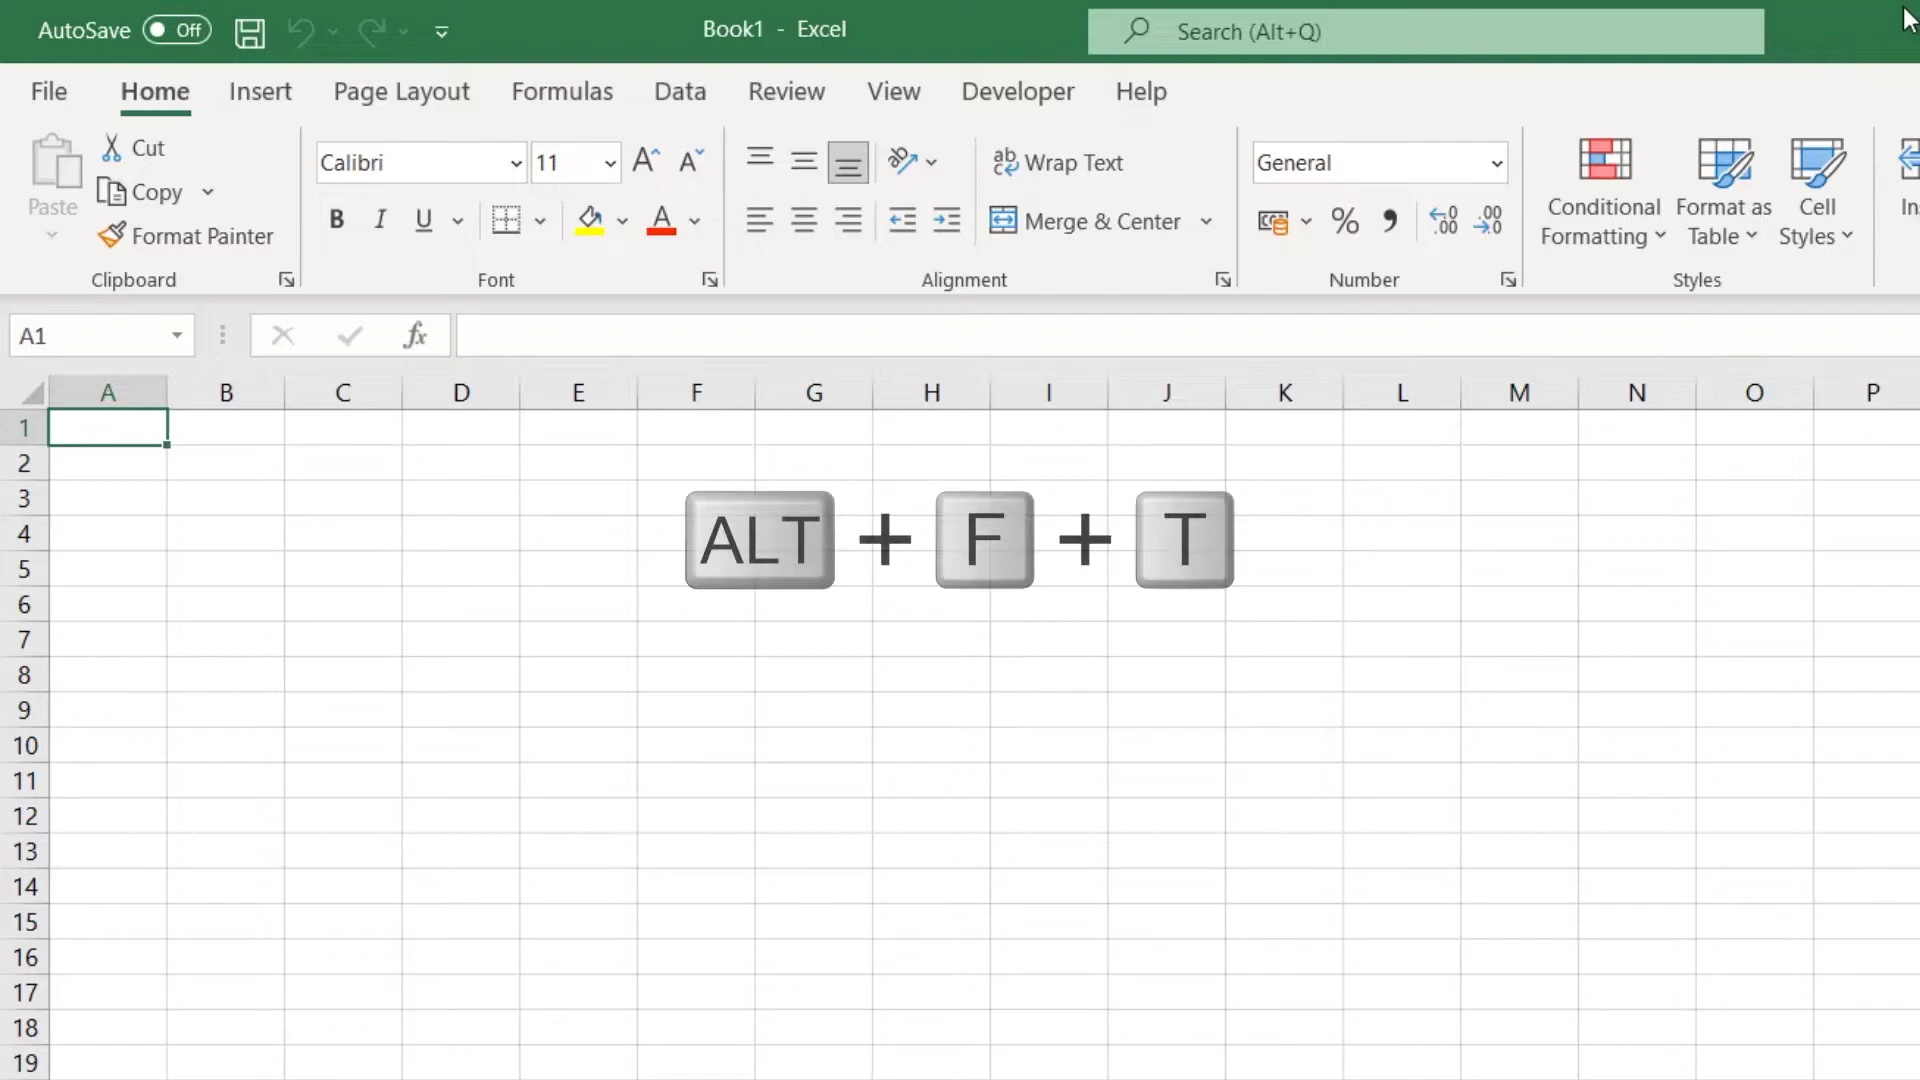 AutoSave Off Book1 - Excel Search (Alt+Q)
File Home Insert Page Layout Formulas Data Review View Developer Help
Paste
Cut
Copy
Format Painter
Clipboard
Calibri 11
B I U A
Font
ab Wrap Text
Merge & Center
Alignment
General
% , .00 .00
Number
Conditional Formatting
Format as Table
Cell Styles
Styles
A1 fx
A B C D E F G H I J K L M N O P
1
2
3
4
5
6
7
8
9
10
11
12
13
14
15
16
17
18
19
ALT + F + T